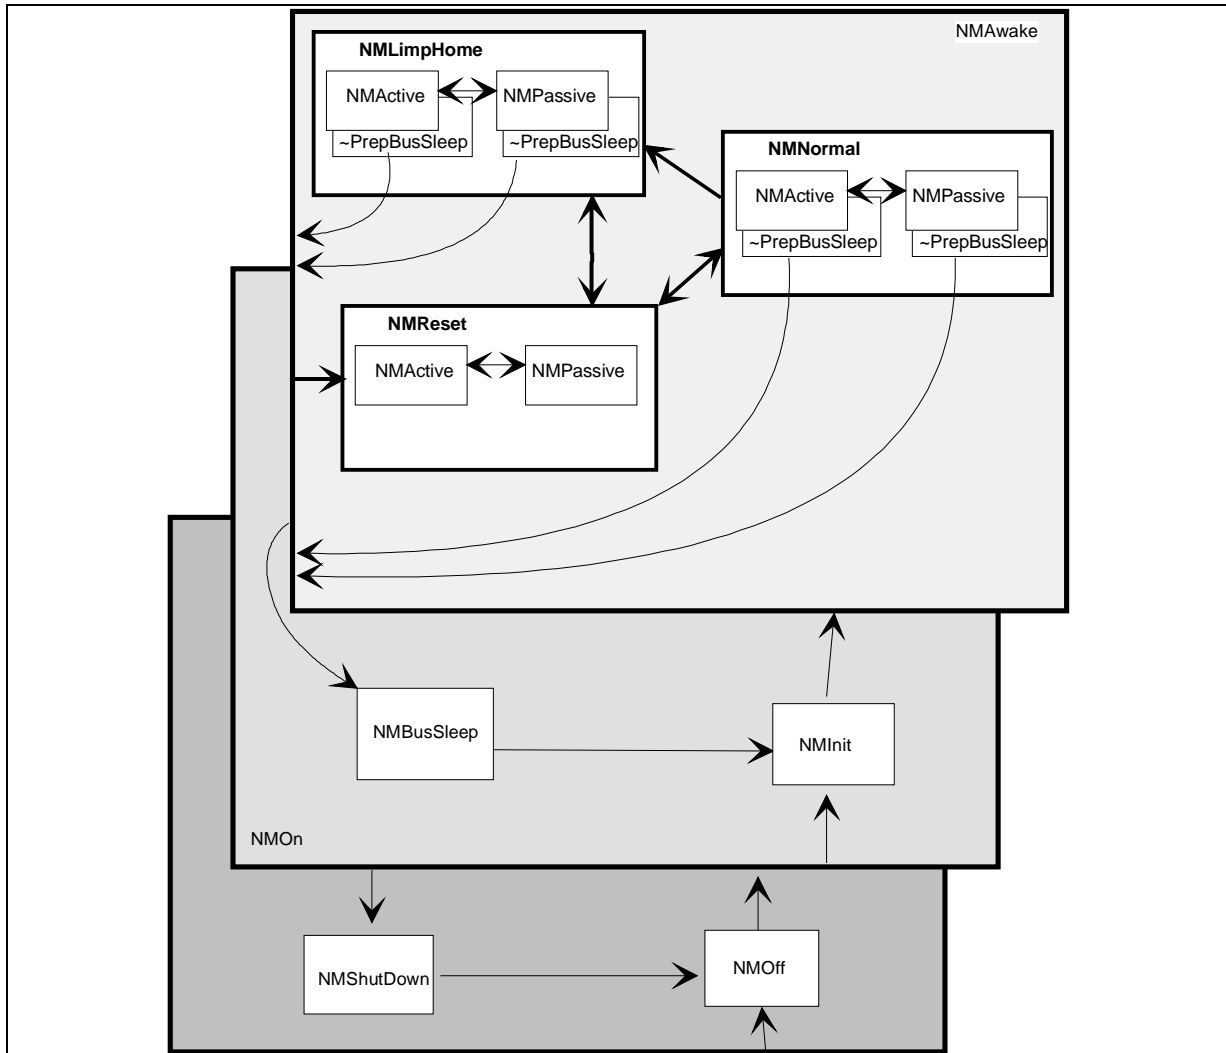 NMAwake
NMLimpHome
NMActive
NMPassive
~PrepBusSleep
~PrepBusSleep
NMNormal
NMActive
NMPassive
~PrepBusSleep
~PrepBusSleep
NMReset
NMActive
NMPassive
NMBusSleep
NMInit
NMOn
NMShutDown
NMOff